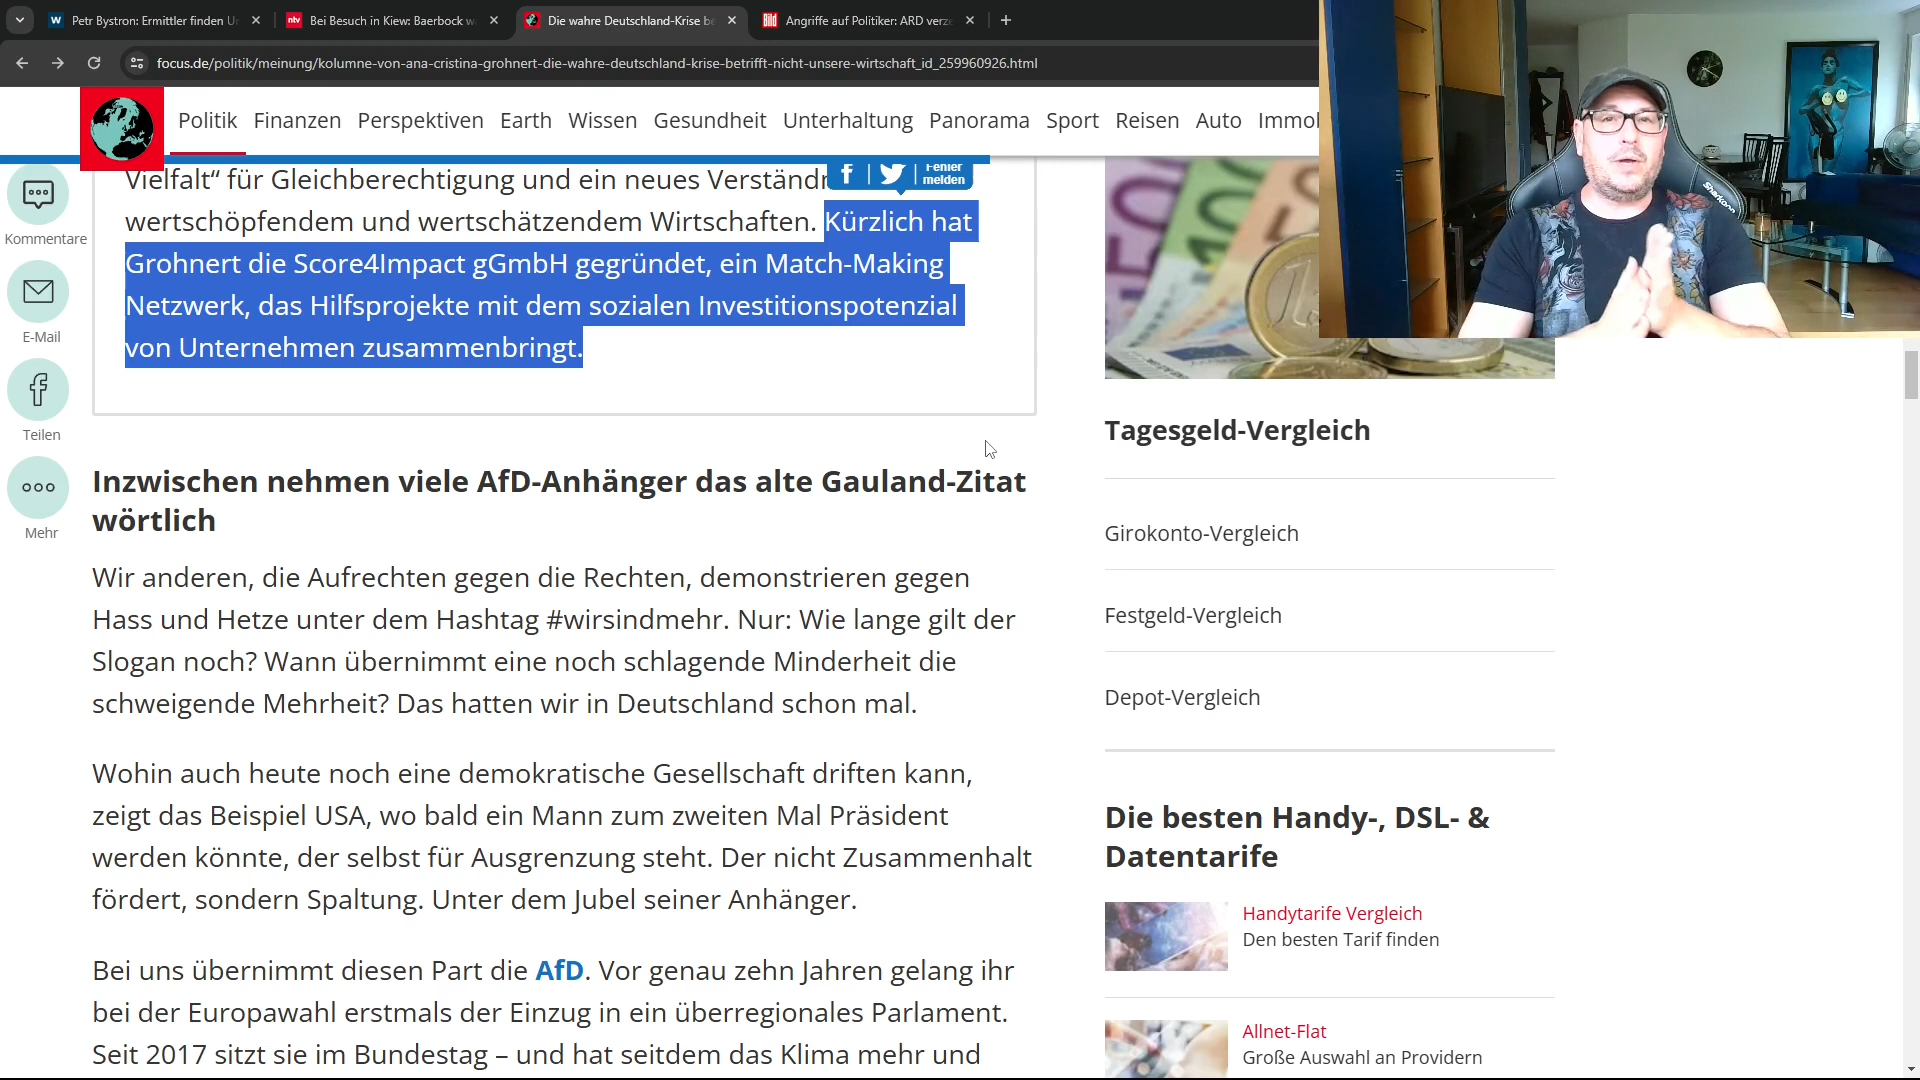 Petr Bystron: Ermittler finden U
Bei Besuch in Kiew: Baerbock w
Die wahre Deutschland-Krise be
Angriffe auf Politiker: ARD verz
focus.de/politik/meinung/kolumne-von-ana-cristina-grohnert-die-wahre-deutschland-krise-betrifft-nicht-unsere-wirtschaft_id_259960926.html
Politik Finanzen Perspektiven Earth Wissen Gesundheit Unterhaltung Panorama Sport Reisen Auto Immol
Vielfalt“ für Gleichberechtigung und ein neues Verständn
Fehler
melden
wertschöpfendem und wertschätzendem Wirtschaften. Kürzlich hat
Grohnert die Score4Impact gGmbH gegründet, ein Match-Making
Netzwerk, das Hilfsprojekte mit dem sozialen Investitionspotenzial
von Unternehmen zusammenbringt.
Kommentare
E-Mail
Teilen
Mehr
Inzwischen nehmen viele AfD-Anhänger das alte Gauland-Zitat
wörtlich
Wir anderen, die Aufrechten gegen die Rechten, demonstrieren gegen
Hass und Hetze unter dem Hashtag #wirsindmehr. Nur: Wie lange gilt der
Slogan noch? Wann übernimmt eine noch schlagende Minderheit die
schweigende Mehrheit? Das hatten wir in Deutschland schon mal.
Wohin auch heute noch eine demokratische Gesellschaft driften kann,
zeigt das Beispiel USA, wo bald ein Mann zum zweiten Mal Präsident
werden könnte, der selbst für Ausgrenzung steht. Der nicht Zusammenhalt
fördert, sondern Spaltung. Unter dem Jubel seiner Anhänger.
Bei uns übernimmt diesen Part die AfD. Vor genau zehn Jahren gelang ihr
bei der Europawahl erstmals der Einzug in ein überregionales Parlament.
Seit 2017 sitzt sie im Bundestag – und hat seitdem das Klima mehr und
Tagesgeld-Vergleich
Girokonto-Vergleich
Festgeld-Vergleich
Depot-Vergleich
Die besten Handy-, DSL- &
Datentarife
Handytarife Vergleich
Den besten Tarif finden
Allnet-Flat
Große Auswahl an Providern
Sharkoon